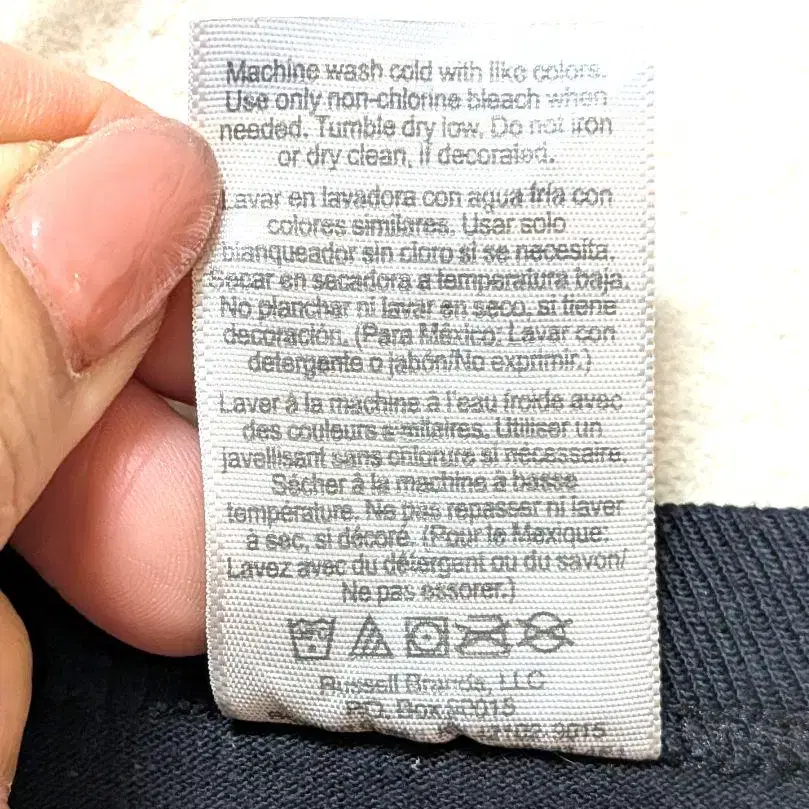 Machine wash cold with like colors.
Use only non-chlorine bleach when
needed. Tumble dry low. Do not iron
or dry clean, if decorated.
Lavar en lavadora con agua fría con
colores similares. Usar solo
blanqueador sin cloro si se necesita.
Secar en secadora a temperatura baja.
No planchar ni lavar en seco, si tiene
decoración. (Para México: Lavar con
detergente o jabón/No exprimir.)
Laver à la machine à l'eau froide avec
des couleurs similaires. Utiliser un
javellisant sans chlorure si nécessaire.
Sécher à la machine à basse
température. Ne pas repasser ni laver
à sec, si décoré. (Pour le Mexique:
Lavez avec du détergent ou du savon/
Ne pas essorer.)
Russell Brands, LLC
P.O. Box 90015
42102.9015